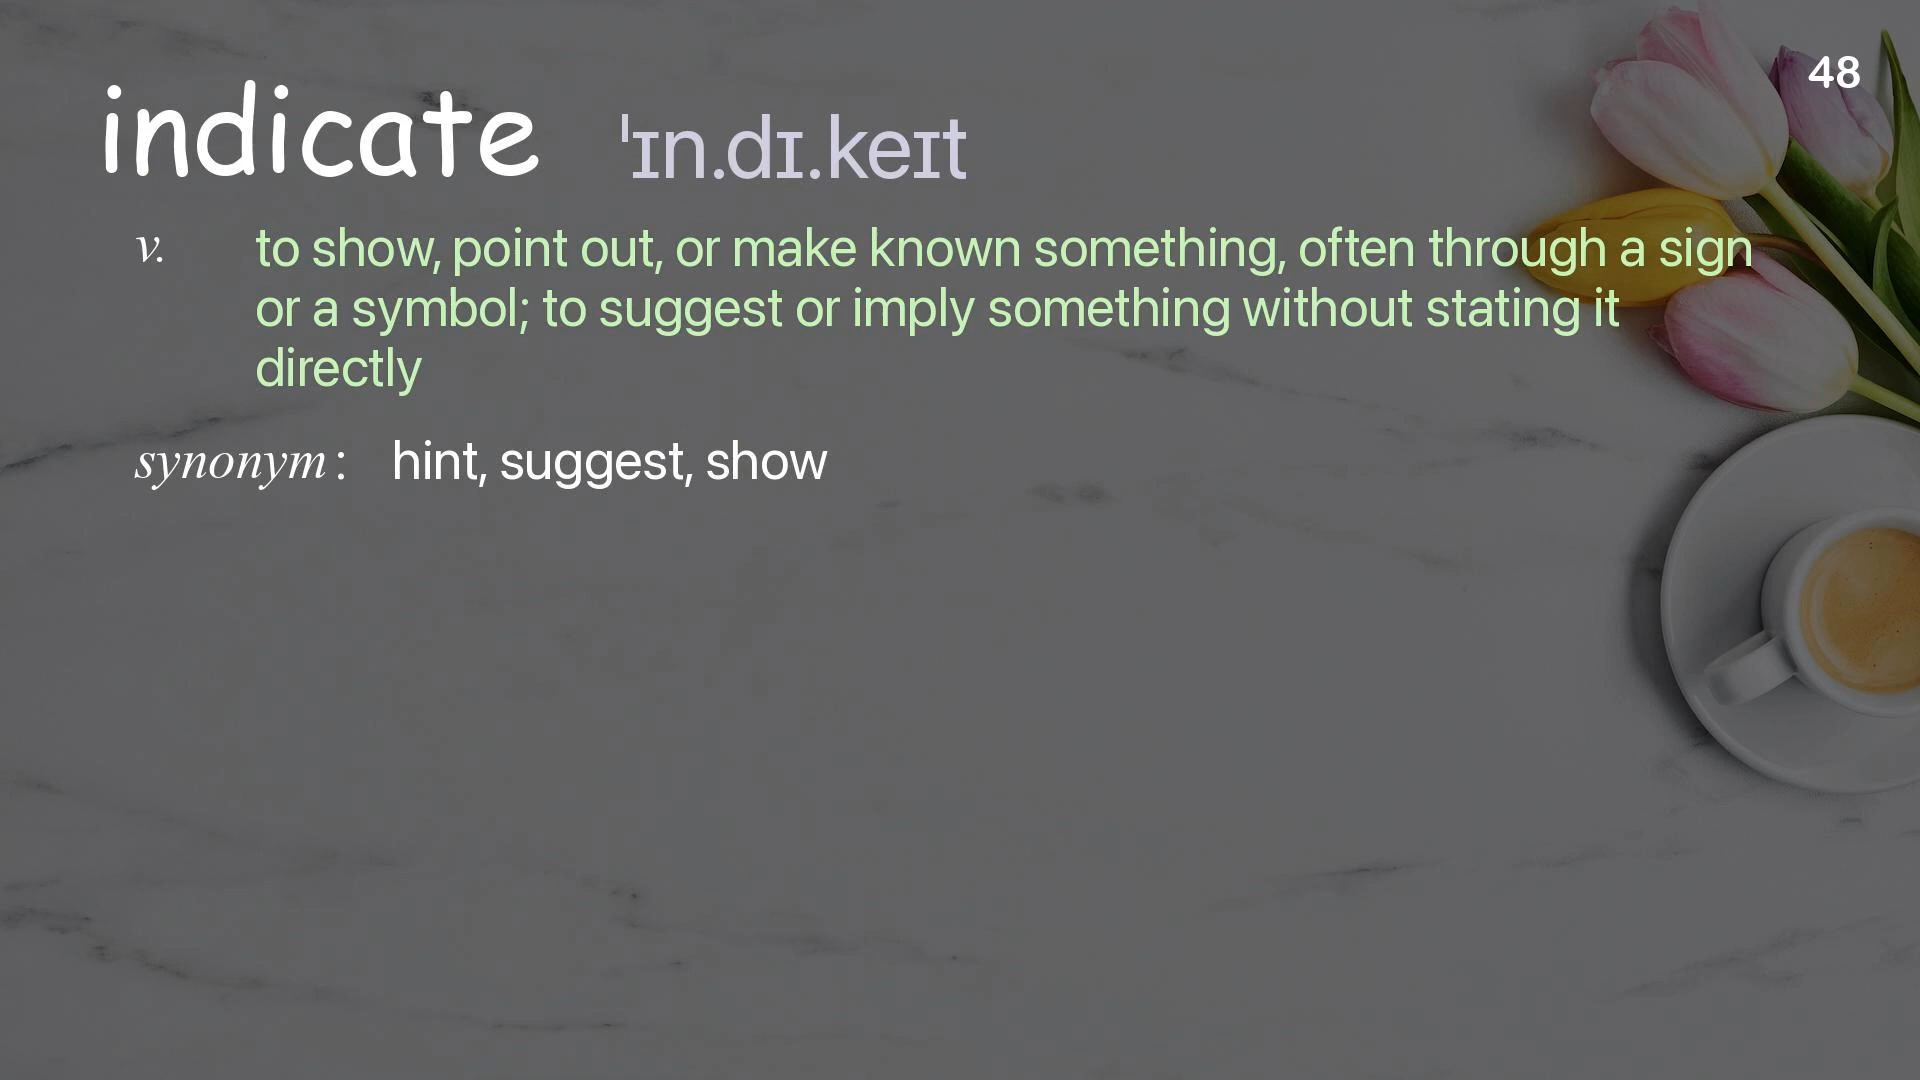 48
indicate ˈɪn.dɪ.keɪt
v. to show, point out, or make known something, often through a sign
or a symbol; to suggest or imply something without stating it
directly
synonym: hint, suggest, show